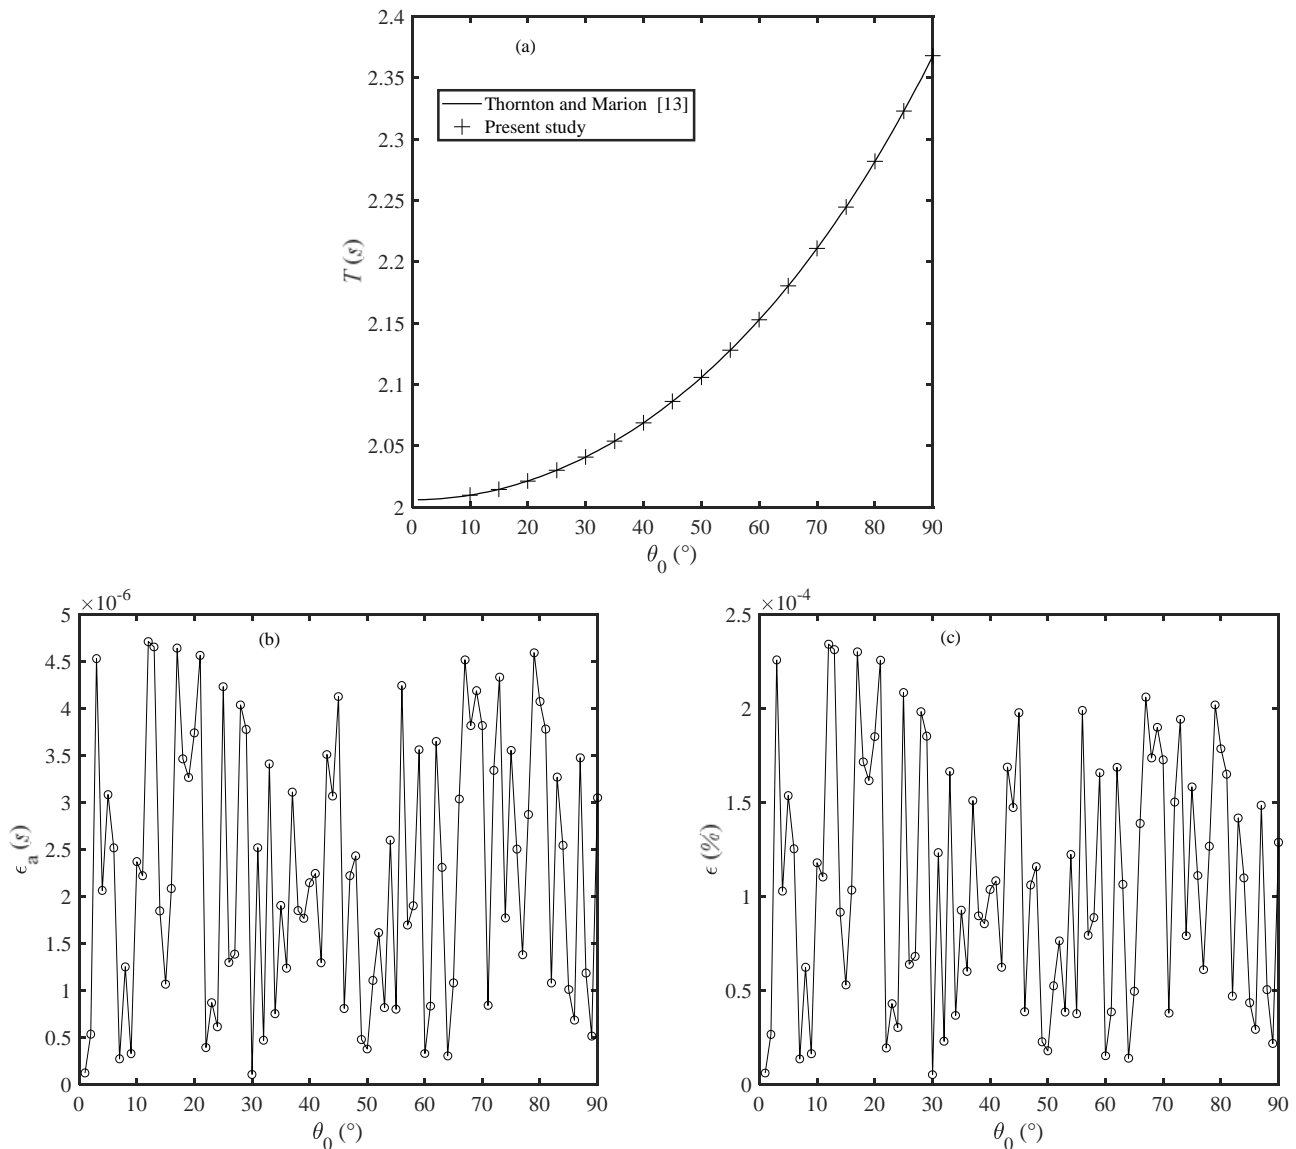 2.4
(a)
2.35
Thornton and Marion [13]
Present study
2.3
2.25
T (s)
2.2
2.15
2.1
2.05
2
0 10 20 30 40 50 60 70 80 90
θ0 (°)
×10-6
5
(b)
4.5
4
3.5
3
2.5
ϵa (s)
2
1.5
1
0.5
0
0 10 20 30 40 50 60 70 80 90
θ0 (°)
×10-4
2.5
(c)
2
1.5
ϵ (%)
1
0.5
0
0 10 20 30 40 50 60 70 80 90
θ0 (°)